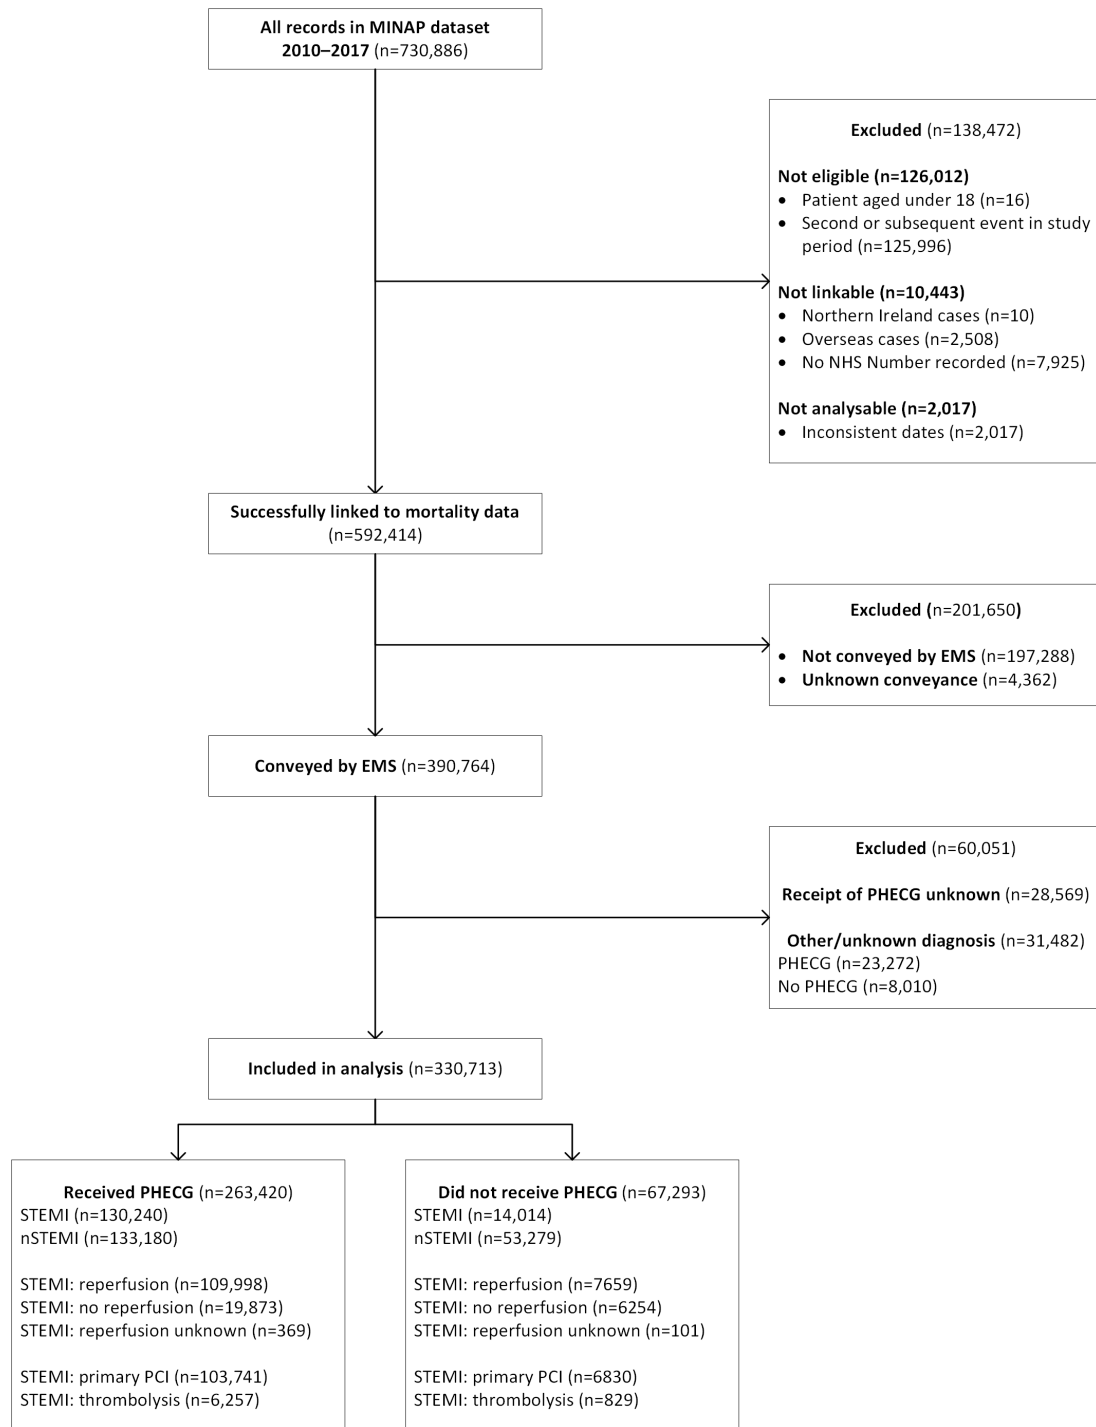 All records in MINAP dataset
2010–2017 (n=730,886)
Excluded (n=138,472)
Not eligible (n=126,012)
• Patient aged under 18 (n=16)
• Second or subsequent event in study
period (n=125,996)
Not linkable (n=10,443)
• Northern Ireland cases (n=10)
• Overseas cases (n=2,508)
• No NHS Number recorded (n=7,925)
Not analysable (n=2,017)
• Inconsistent dates (n=2,017)
Successfully linked to mortality data
(n=592,414)
Excluded (n=201,650)
• Not conveyed by EMS (n=197,288)
• Unknown conveyance (n=4,362)
Conveyed by EMS (n=390,764)
Excluded (n=60,051)
Receipt of PHECG unknown (n=28,569)
Other/unknown diagnosis (n=31,482)
PHECG (n=23,272)
No PHECG (n=8,010)
Included in analysis (n=330,713)
Received PHECG (n=263,420)
STEMI (n=130,240)
nSTEMI (n=133,180)
STEMI: reperfusion (n=109,998)
STEMI: no reperfusion (n=19,873)
STEMI: reperfusion unknown (n=369)
STEMI: primary PCI (n=103,741)
STEMI: thrombolysis (n=6,257)
Did not receive PHECG (n=67,293)
STEMI (n=14,014)
nSTEMI (n=53,279)
STEMI: reperfusion (n=7659)
STEMI: no reperfusion (n=6254)
STEMI: reperfusion unknown (n=101)
STEMI: primary PCI (n=6830)
STEMI: thrombolysis (n=829)